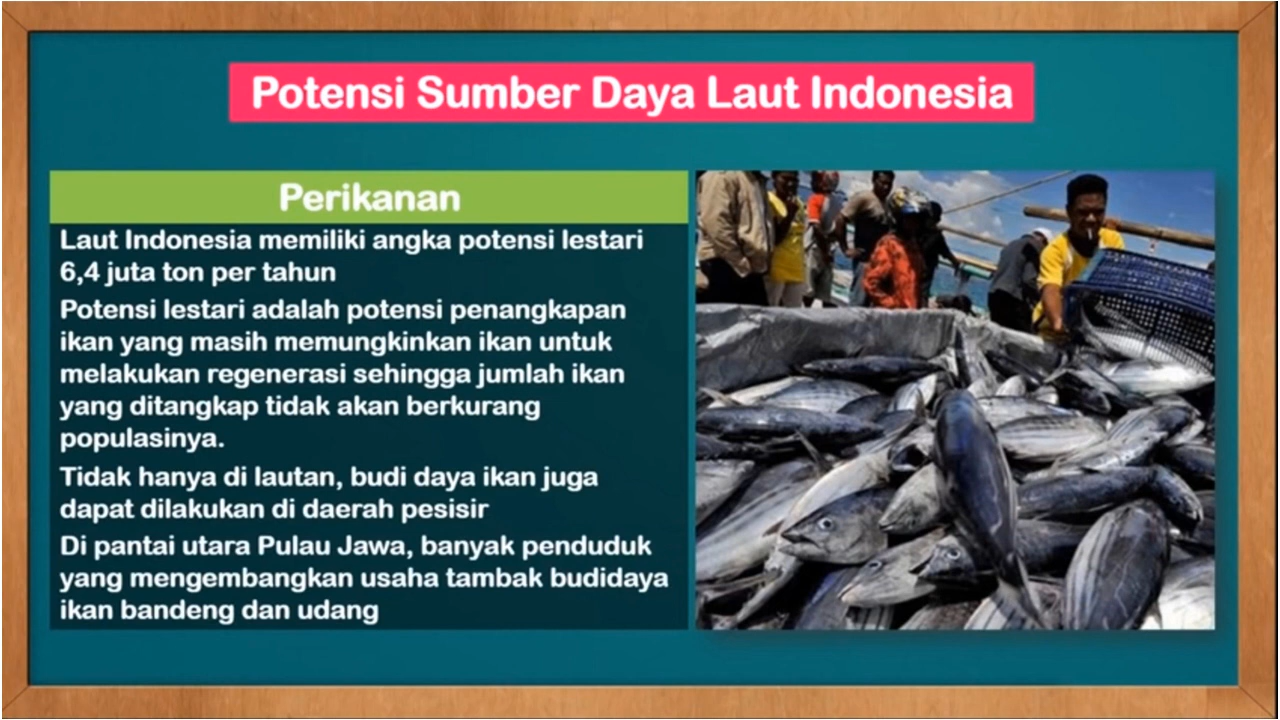 Potensi Sumber Daya Laut Indonesia
Perikanan
Laut Indonesia memiliki angka potensi lestari
6,4 juta ton per tahun
Potensi lestari adalah potensi penangkapan
ikan yang masih memungkinkan ikan untuk
melakukan regenerasi sehingga jumlah ikan
yang ditangkap tidak akan berkurang
populasinya.
Tidak hanya di lautan, budi daya ikan juga
dapat dilakukan di daerah pesisir
Di pantai utara Pulau Jawa, banyak penduduk
yang mengembangkan usaha tambak budidaya
ikan bandeng dan udang